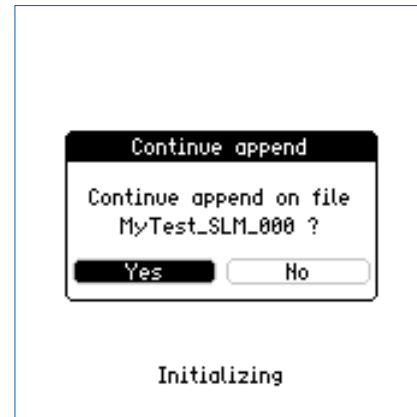 Continue append
Continue append on file
MyTest_SLM_000 ?
Yes No
Initializing